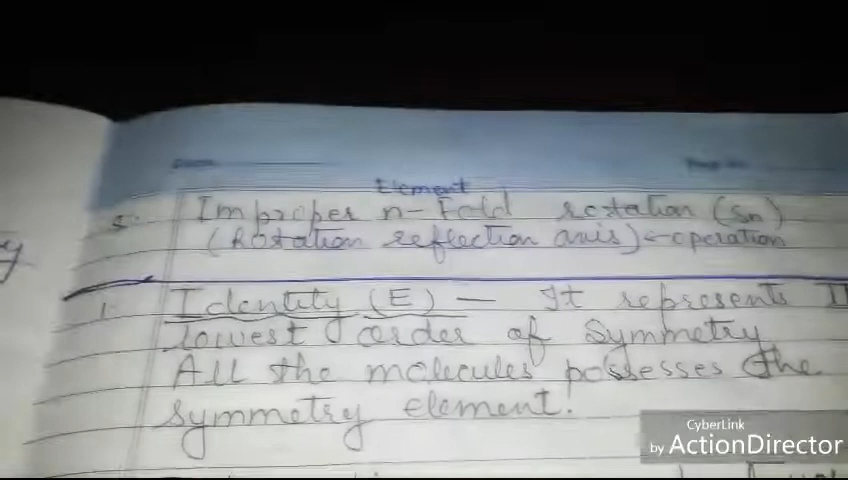 Element
5. Improper n-Fold rotation (Sn)
(Rotation reflection axis) ← operation
1. Identity (E) — It represents
lowest order of symmetry
All the molecules possesses the
symmetry element.
CyberLink
by ActionDirector